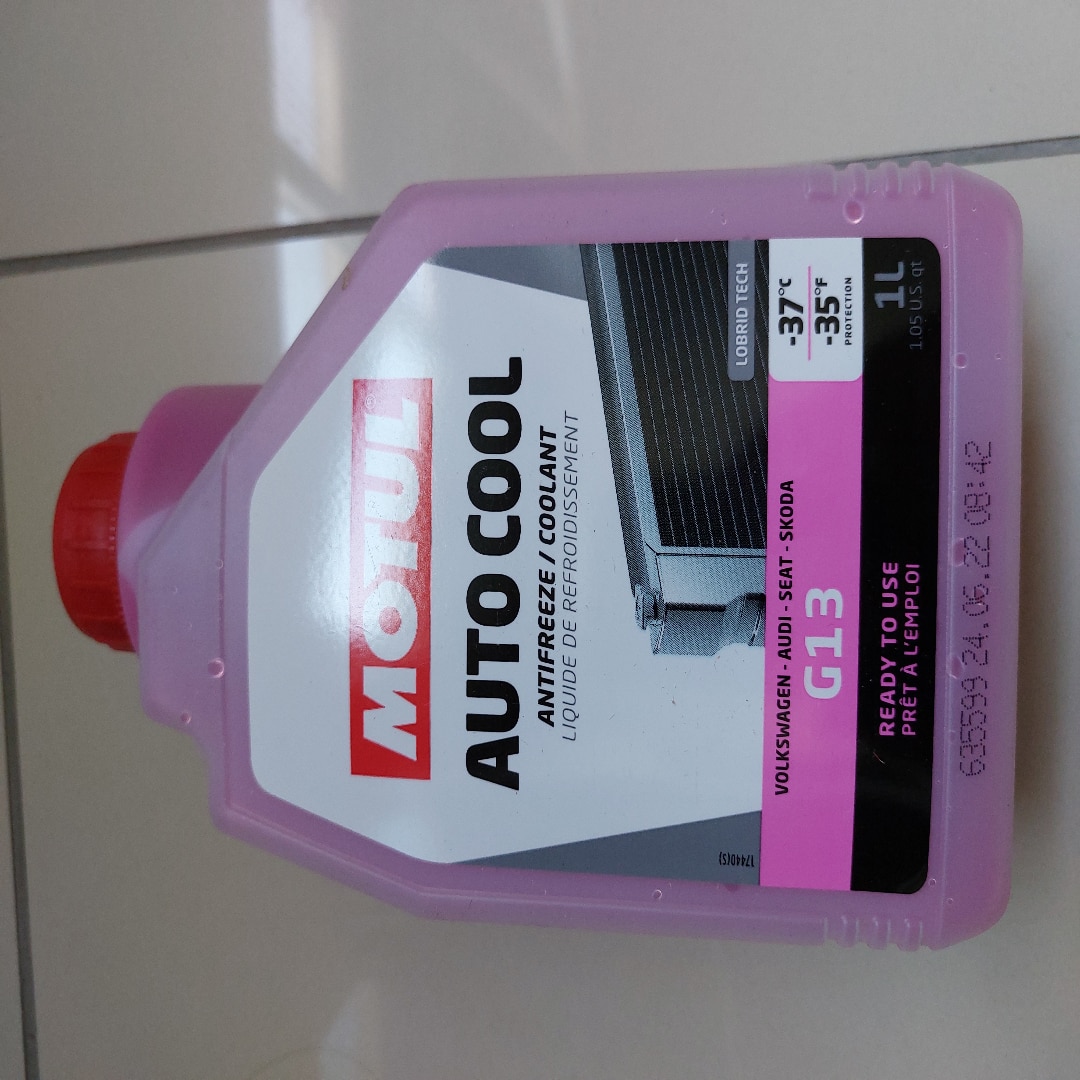 MOTUL
AUTO COOL
ANTIFREEZE / COOLANT
LIQUIDE DE REFROIDISSEMENT
LOBRID TECH
-37°C
-35°F
PROTECTION
VOLKSWAGEN - AUDI - SEAT - SKODA
G13
READY TO USE
PRÊT À L'EMPLOI
1L
1.05 U.S. qt
17440(S)
635599 24.06.22 08:42